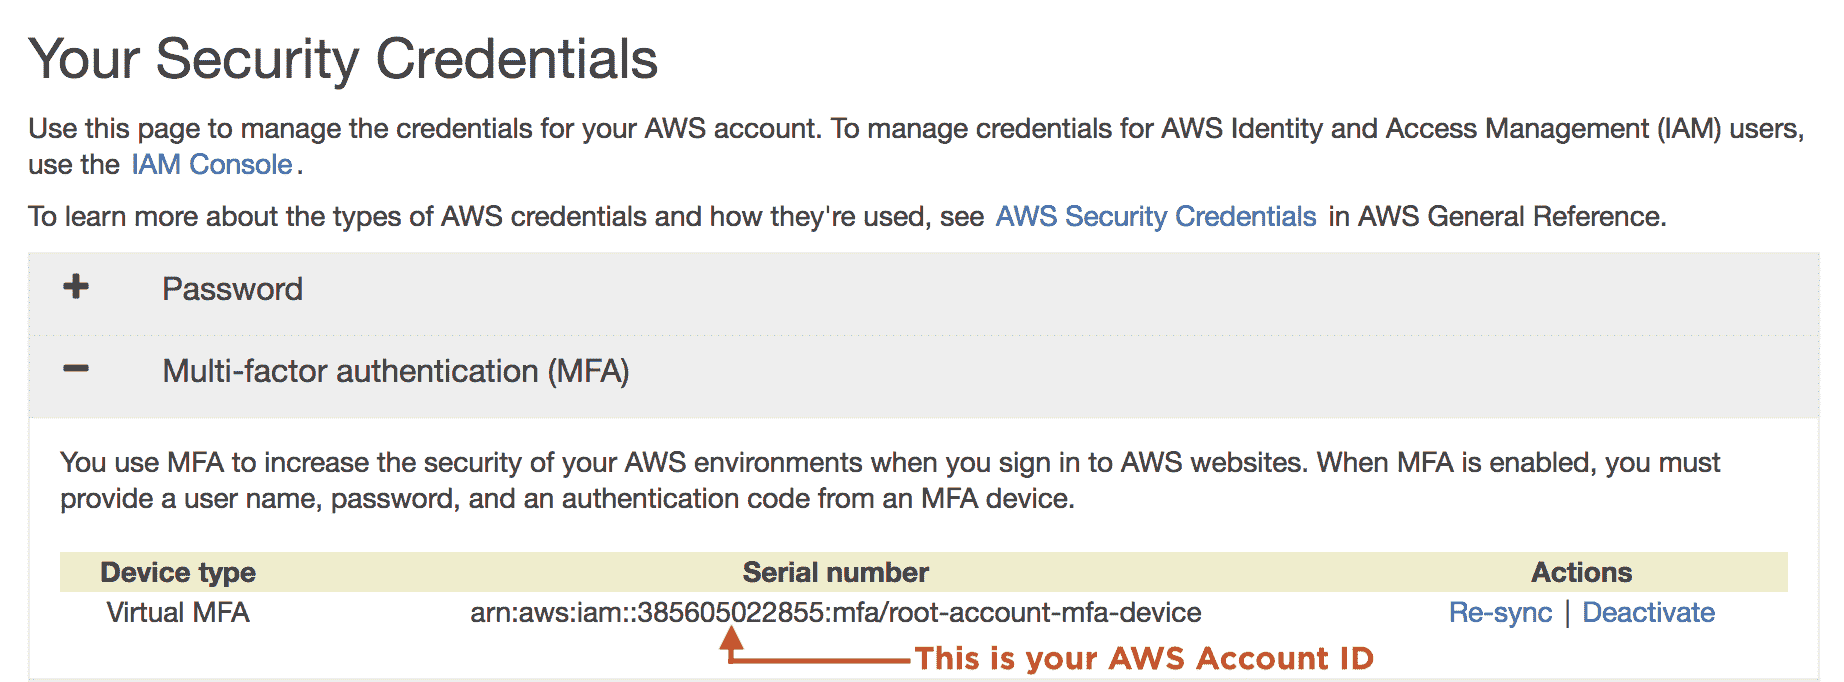 Your Security Credentials
Use this page to manage the credentials for your AWS account. To manage credentials for AWS Identity and Access Management (IAM) users,
use the IAM Console.
To learn more about the types of AWS credentials and how they're used, see AWS Security Credentials in AWS General Reference.
+ Password
− Multi-factor authentication (MFA)
You use MFA to increase the security of your AWS environments when you sign in to AWS websites. When MFA is enabled, you must
provide a user name, password, and an authentication code from an MFA device.
Device type Serial number Actions
Virtual MFA arn:aws:iam::385605022855:mfa/root-account-mfa-device Re-sync | Deactivate
This is your AWS Account ID